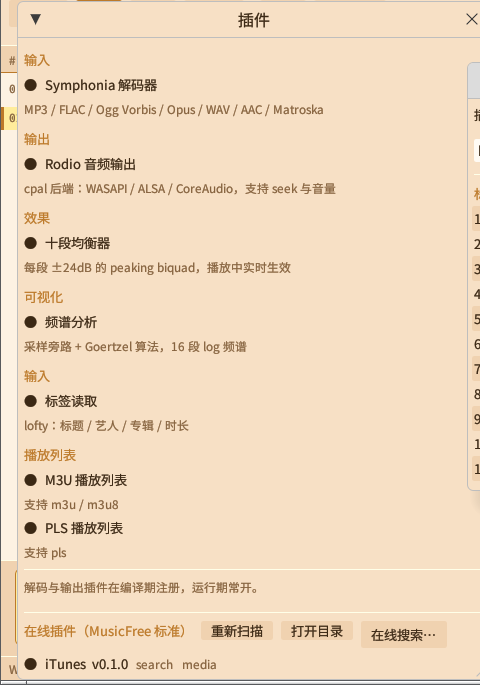 ▼ 插件 ×
输入
● Symphonia 解码器
MP3 / FLAC / Ogg Vorbis / Opus / WAV / AAC / Matroska
输出
● Rodio 音频输出
cpal 后端：WASAPI / ALSA / CoreAudio，支持 seek 与音量
效果
● 十段均衡器
每段 ±24dB 的 peaking biquad，播放中实时生效
可视化
● 频谱分析
采样旁路 + Goertzel 算法，16 段 log 频谱
输入
● 标签读取
lofty：标题 / 艺人 / 专辑 / 时长
播放列表
● M3U 播放列表
支持 m3u / m3u8
● PLS 播放列表
支持 pls
解码与输出插件在编译期注册，运行期常开。
在线插件（MusicFree 标准） 重新扫描 打开目录 在线搜索…
● iTunes v0.1.0 search media